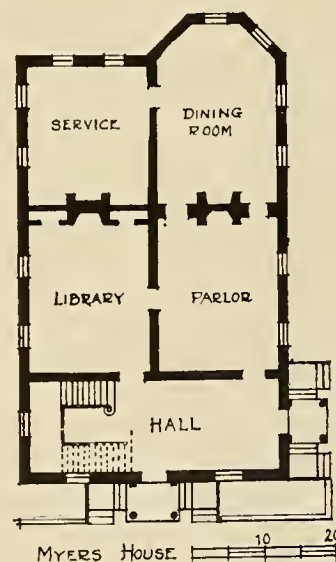 SERVICE
DINING
ROOM
LIBRARY
PARLOR
HALL
10
20
MYERS HOUSE